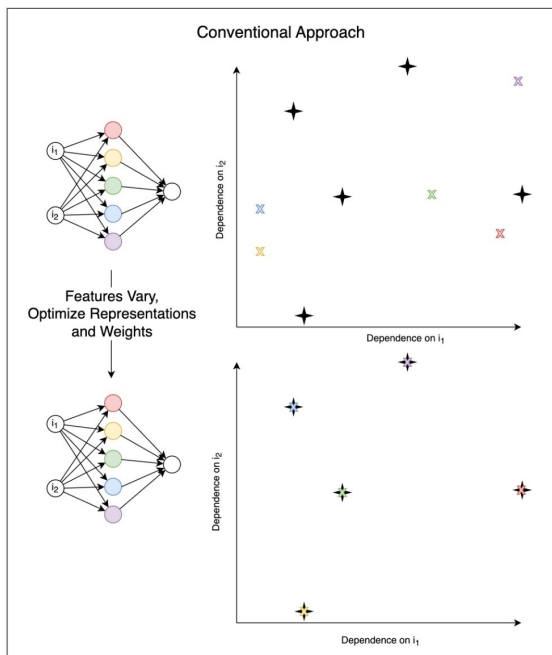 Conventional Approach
i1
i2
Dependence on i2
Dependence on i1
Features Vary,
Optimize Representations
and Weights
i1
i2
Dependence on i2
Dependence on i1